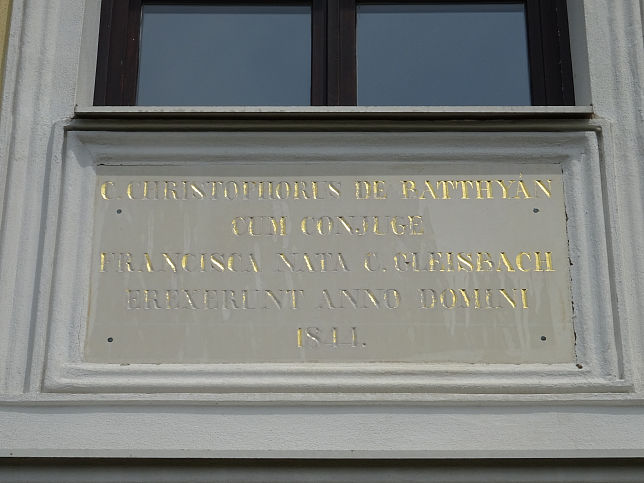 C. CHRISTOPHORUS DE BATTHYÁN
CUM CONJUGE
FRANCISCA NATA C. GLEISBACH
EREXERUNT ANNO DOMINI
1844.